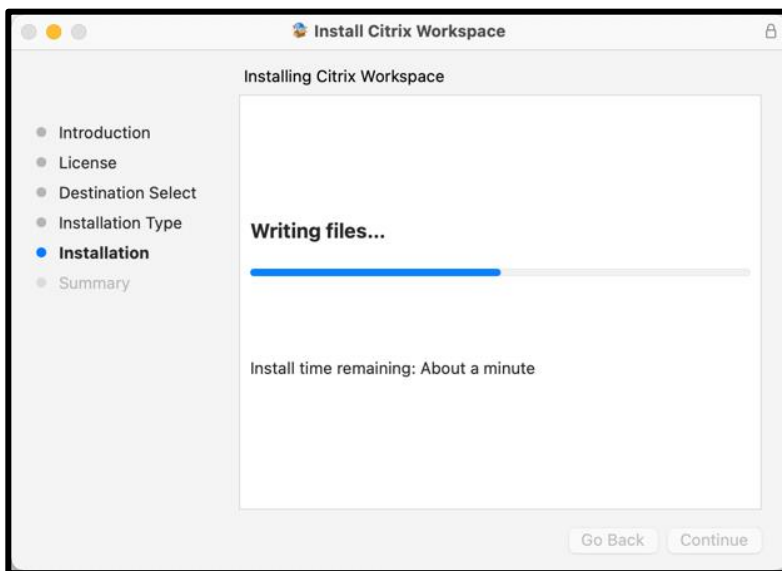 Install Citrix Workspace
Installing Citrix Workspace
Introduction
License
Destination Select
Installation Type
Installation
Summary
Writing files...
Install time remaining: About a minute
Go Back
Continue